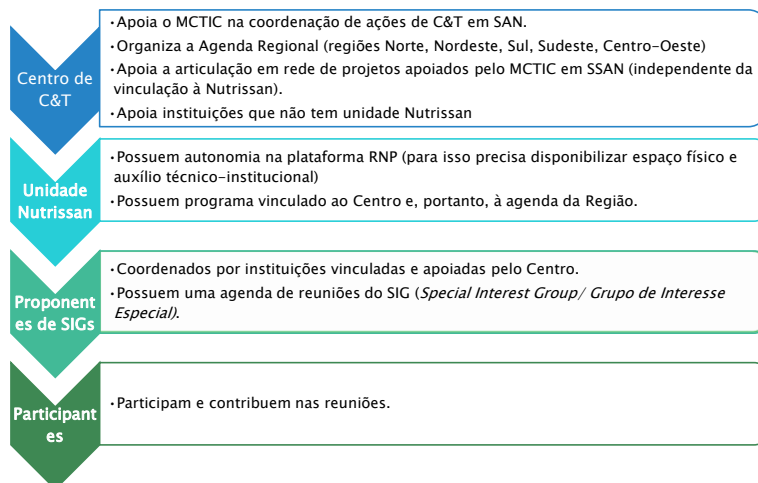 Centro de
C&T
•Apoia o MCTIC na coordenação de ações de C&T em SAN.
•Organiza a Agenda Regional (regiões Norte, Nordeste, Sul, Sudeste, Centro-Oeste)
•Apoia a articulação em rede de projetos apoiados pelo MCTIC em SSAN (independente da
vinculação à Nutrissan).
•Apoia instituições que não tem unidade Nutrissan
Unidade
Nutrissan
•Possuem autonomia na plataforma RNP (para isso precisa disponibilizar espaço físico e
auxílio técnico-institucional)
•Possuem programa vinculado ao Centro e, portanto, à agenda da Região.
Proponent
es de SIGs
•Coordenados por instituições vinculadas e apoiadas pelo Centro.
•Possuem uma agenda de reuniões do SIG (Special Interest Group/ Grupo de Interesse
Especial).
Participant
es
•Participam e contribuem nas reuniões.